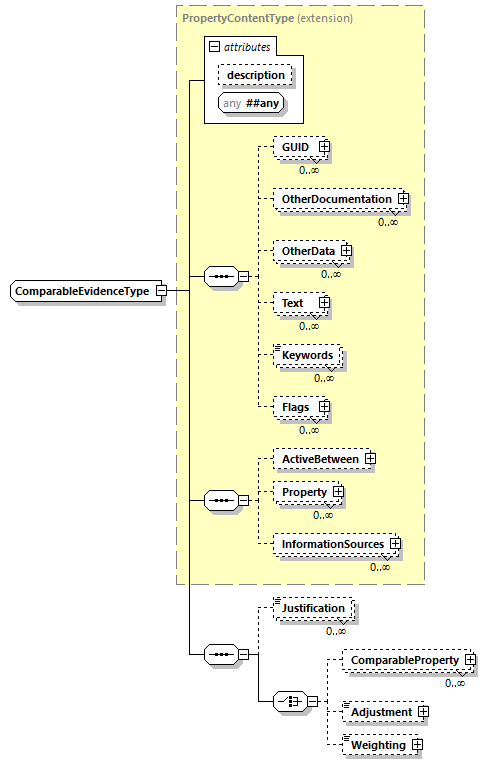 PropertyContentType (extension)
attributes
description
any ##any
GUID
0..∞
OtherDocumentation
0..∞
OtherData
0..∞
ComparableEvidenceType
Text
0..∞
Keywords
0..∞
Flags
0..∞
ActiveBetween
Property
0..∞
InformationSources
0..∞
Justification
0..∞
ComparableProperty
0..∞
Adjustment
Weighting